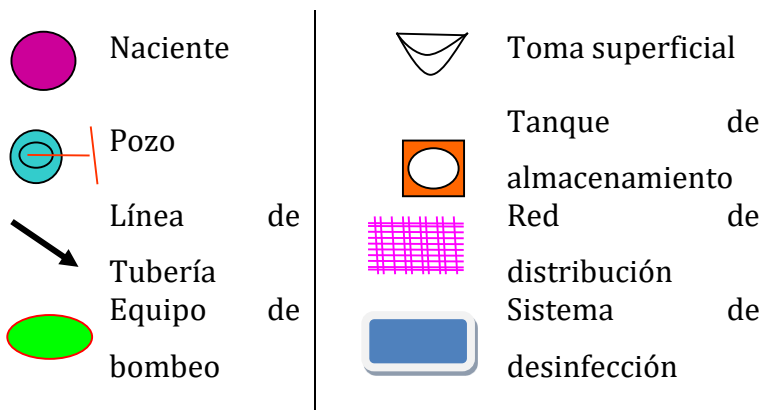 Naciente
Pozo
Línea de
Tubería
Equipo de
bombeo
Toma superficial
Tanque de
almacenamiento
Red de
distribución
Sistema de
desinfección